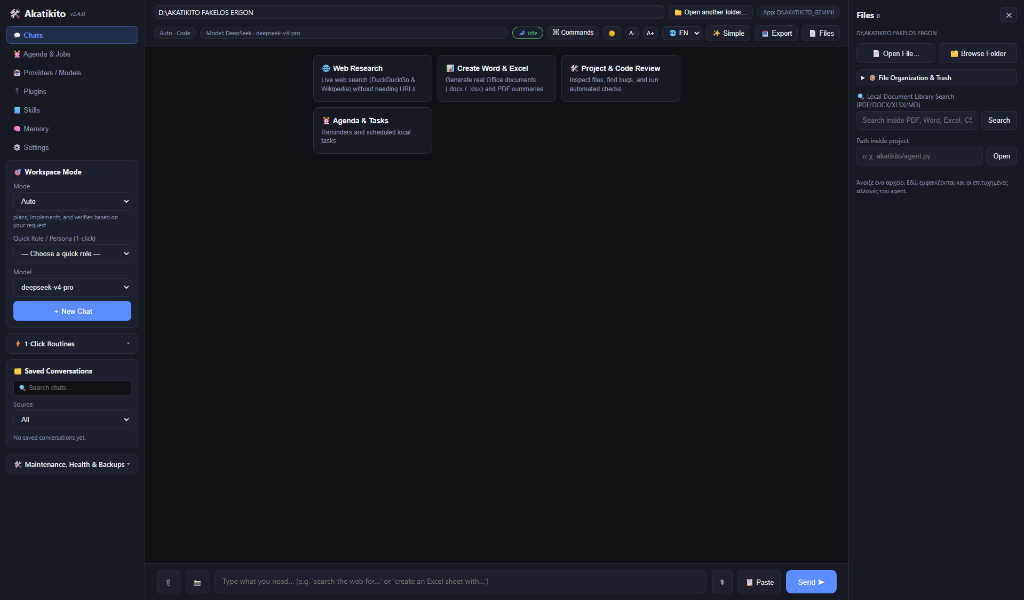 Akatikito v2.4.0
Chats
Agenda & Jobs
Providers / Models
Plugins
Skills
Memory
Settings
Workspace Mode
Mode
Auto
plans, implements, and verifies based on
your request
Quick Role / Persona (1-click)
— Choose a quick role —
Model
deepseek-v4-pro
+ New Chat
1-Click Routines
Saved Conversations
Search chats
Source
All
No saved conversations yet.
Maintenance, Health & Backups
D:\AKATIKITO FAKELOS ERGON
Open another folder...
App: D:\AKATIKITO_GEMINI
Auto · Code
Model: DeepSeek · deepseek-v4-pro
Idle
Commands
A-
A+
EN
Simple
Export
Files
Web Research
Live web search (DuckDuckGo &
Wikipedia) without needing URLs
Create Word & Excel
Generate real Office documents
(.docx / .xlsx) and PDF summaries
Project & Code Review
Inspect files, find bugs, and run
automated checks
Agenda & Tasks
Reminders and scheduled local
tasks
Type what you need... (e.g. 'search the web for...' or 'create an Excel sheet with...')
Paste
Send
Files 0
D:\AKATIKITO FAKELOS ERGON
Open File...
Browse Folder
File Organization & Trash
Local Document Library Search
(PDF/DOCX/XLSX/MD)
Search inside PDF, Word, Excel, CS
Search
Path inside project
e.g. akatikito/agent.py
Open
Άνοιξε ένα αρχείο. Εδώ εμφανίζονται και οι επιτυχημένες
αλλαγές του agent.